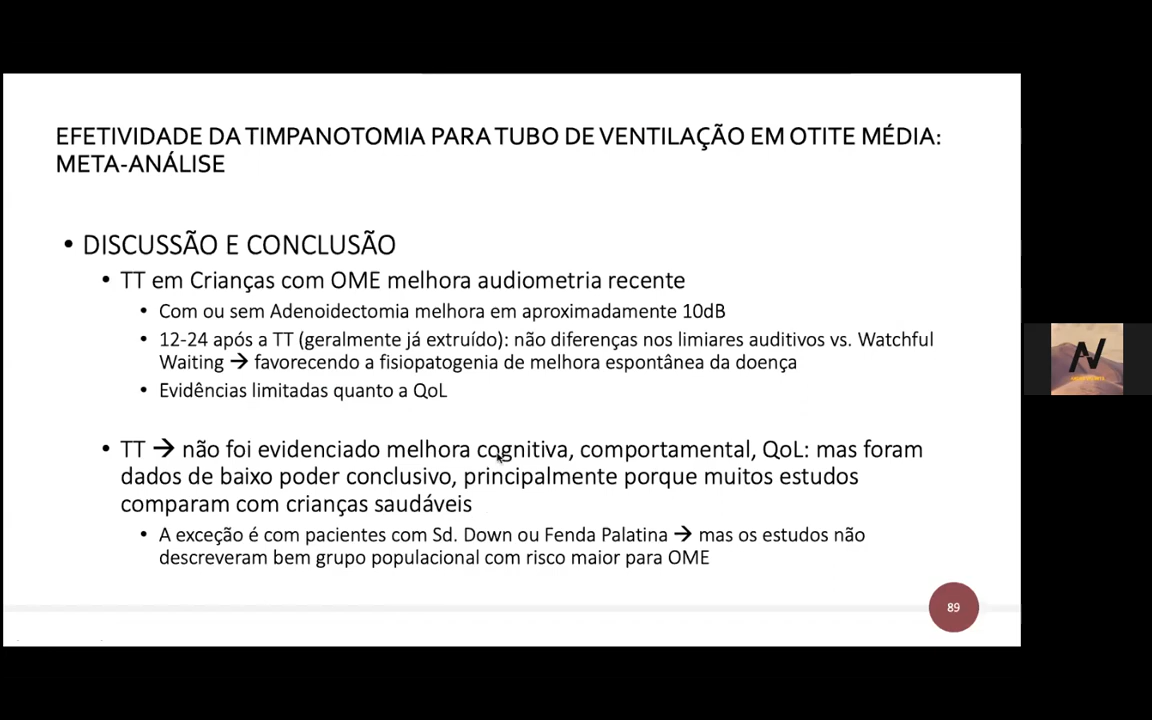 EFETIVIDADE DA TIMPANOTOMIA PARA TUBO DE VENTILAÇÃO EM OTITE MÉDIA:
META-ANÁLISE
• DISCUSSÃO E CONCLUSÃO
• TT em Crianças com OME melhora audiometria recente
• Com ou sem Adenoidectomia melhora em aproximadamente 10dB
• 12-24 após a TT (geralmente já extruído): não diferenças nos limiares auditivos vs. Watchful
Waiting → favorecendo a fisiopatogenia de melhora espontânea da doença
• Evidências limitadas quanto a QoL
• TT → não foi evidenciado melhora cognitiva, comportamental, QoL: mas foram
dados de baixo poder conclusivo, principalmente porque muitos estudos
comparam com crianças saudáveis
• A exceção é com pacientes com Sd. Down ou Fenda Palatina → mas os estudos não
descreveram bem grupo populacional com risco maior para OME
89